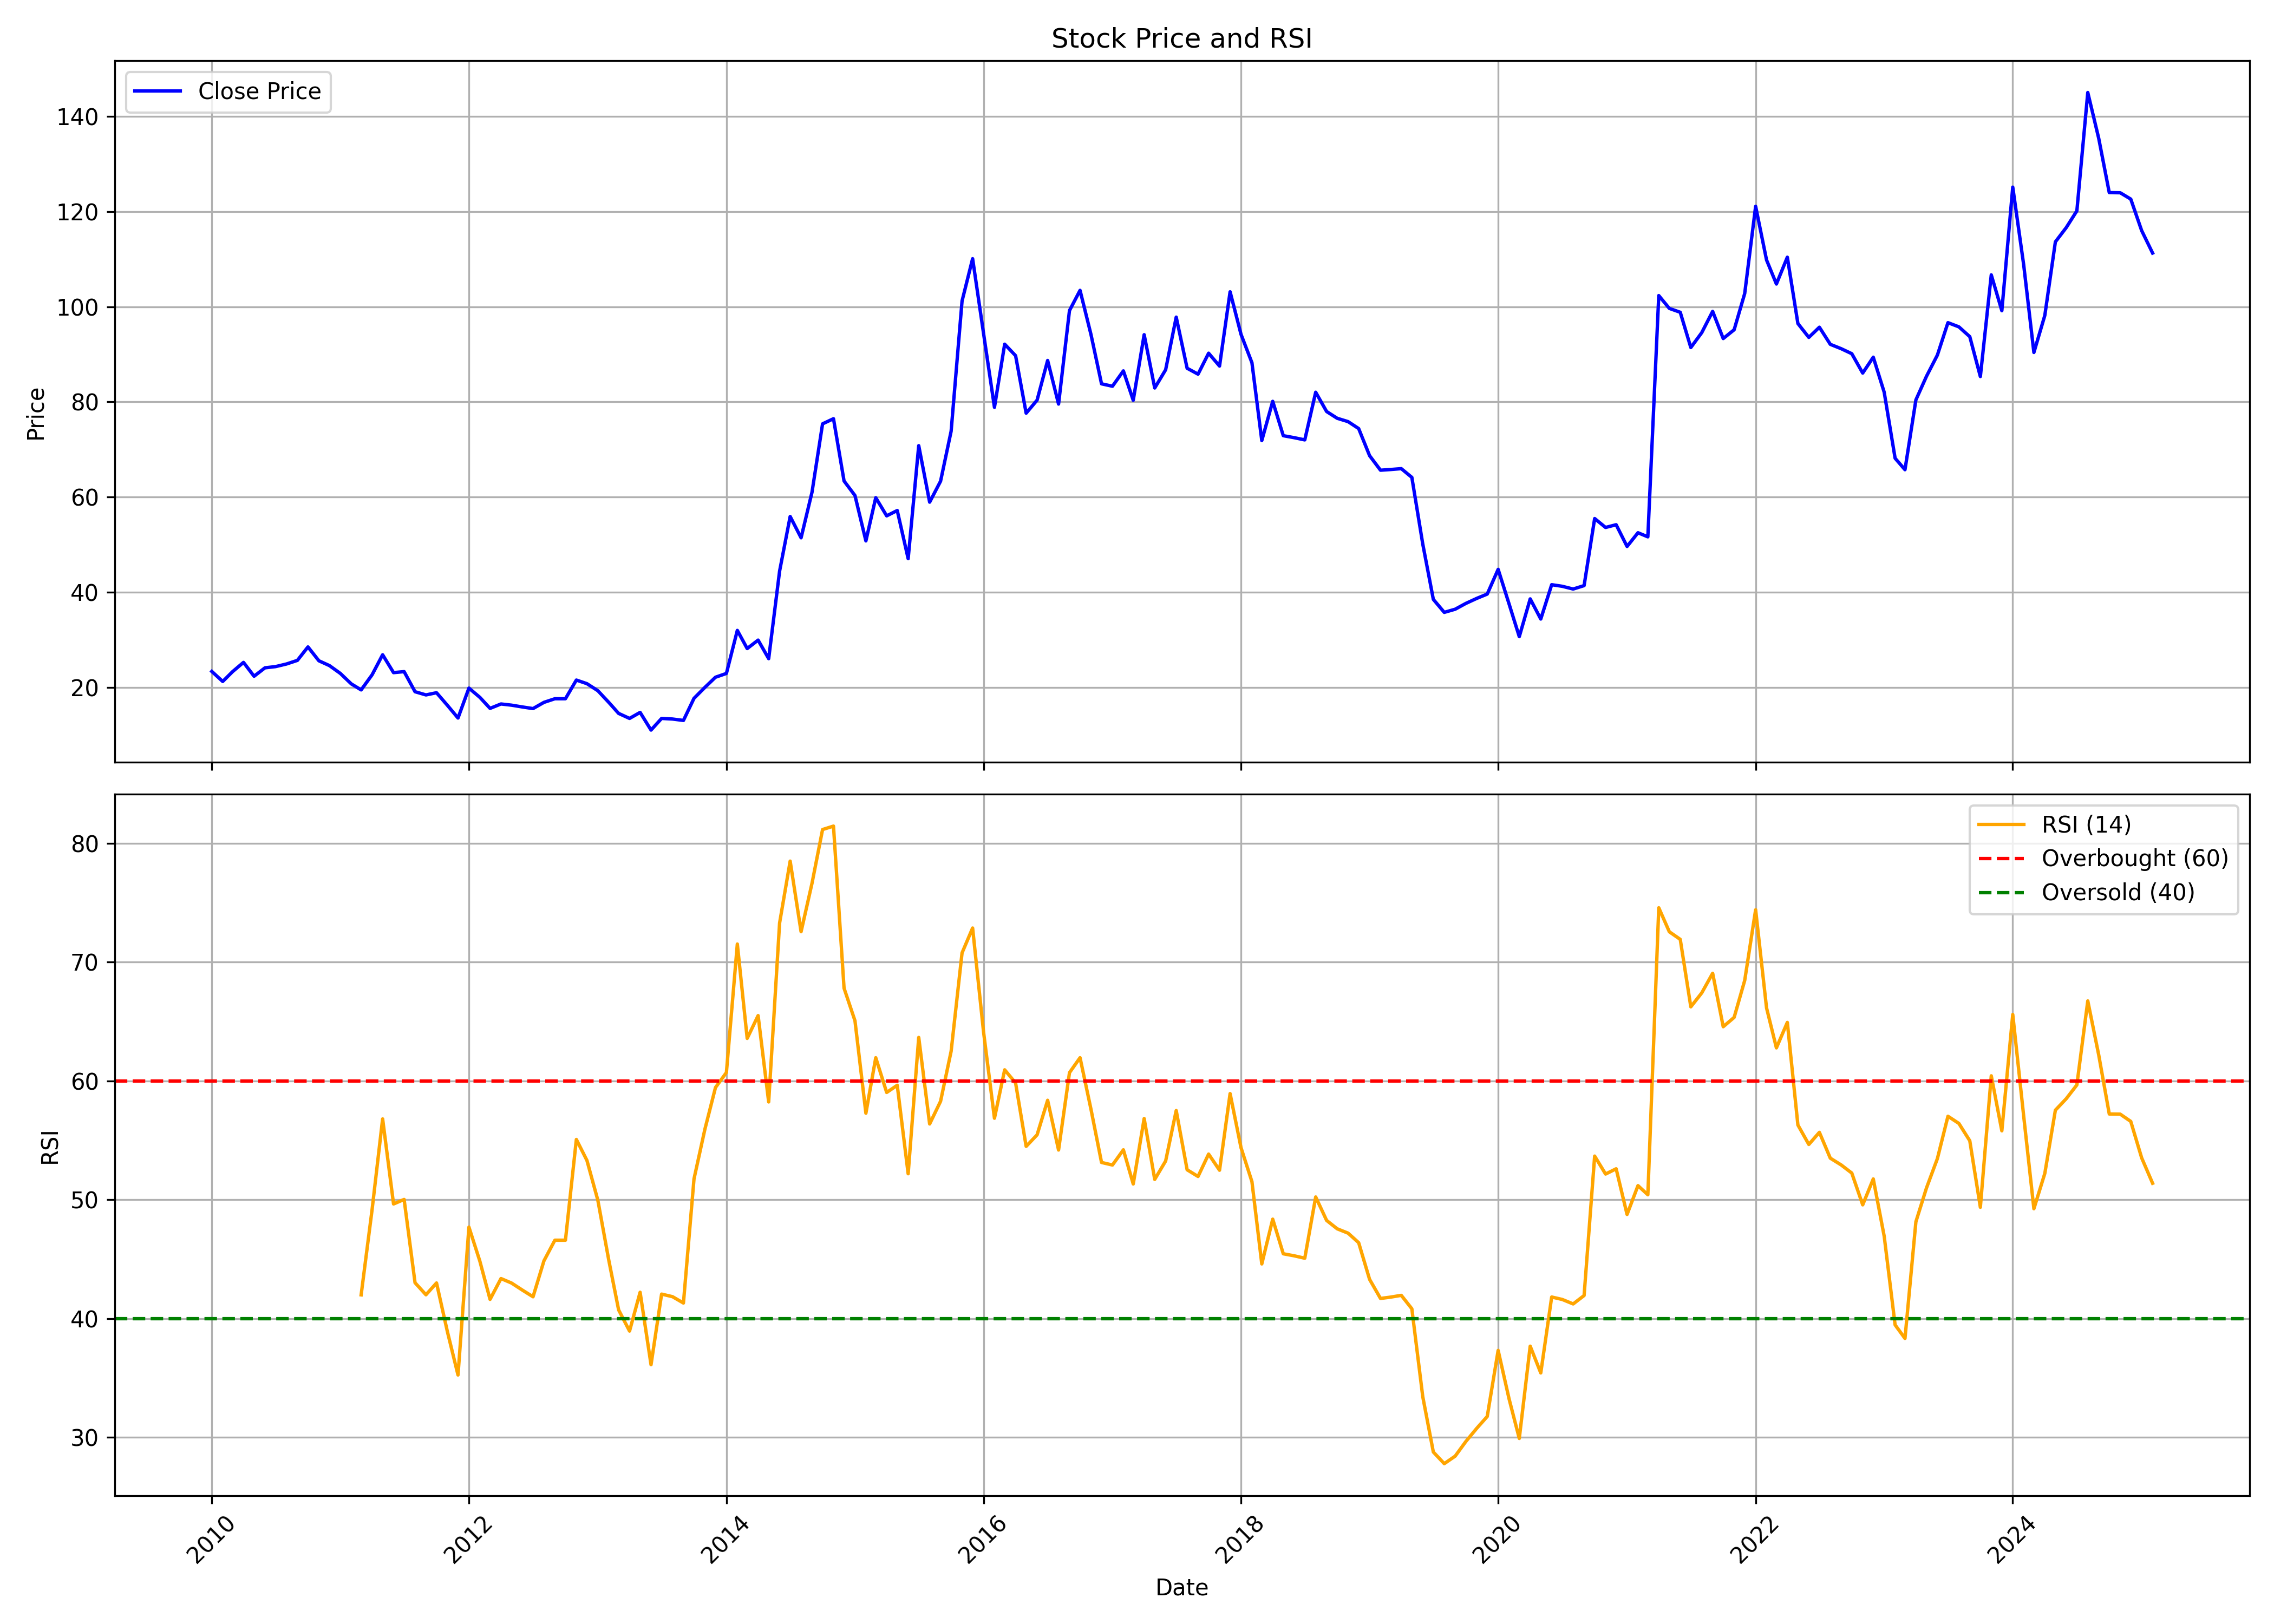 Stock Price and RSI
Close Price
140
120
100
80
60
40
20
Price
RSI (14)
Overbought (60)
Oversold (40)
80
70
60
50
40
30
RSI
2010
2012
2014
2016
2018
2020
2022
2024
Date